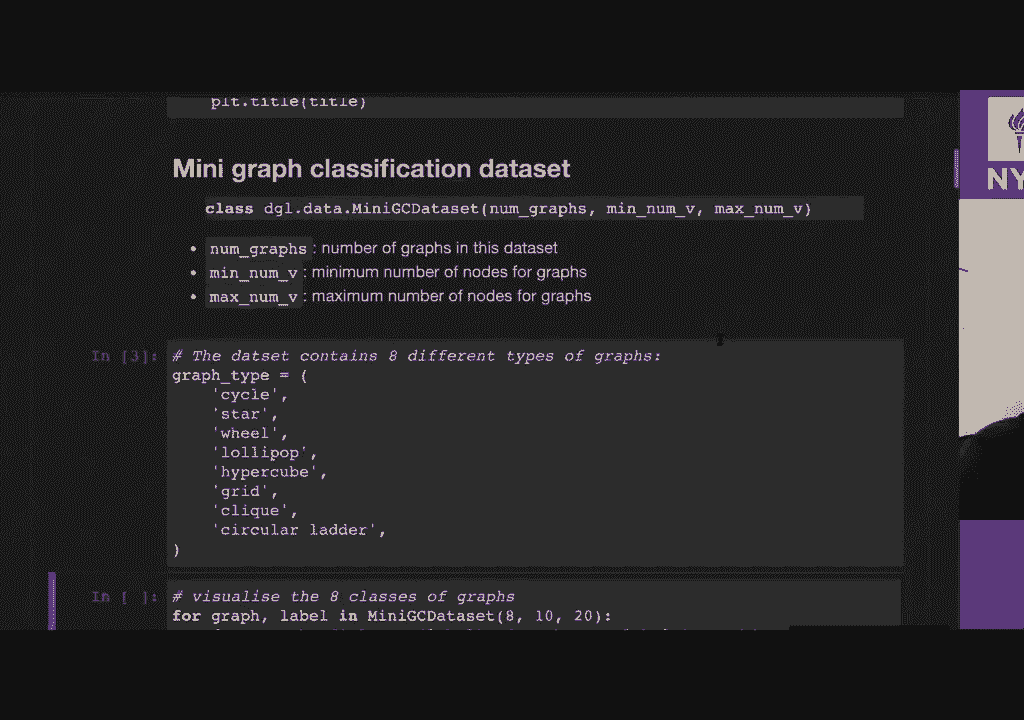 plt.title(title)
Mini graph classification dataset
class dgl.data.MiniGCDataset(num_graphs, min_num_v, max_num_v)
• num_graphs : number of graphs in this dataset
• min_num_v : minimum number of nodes for graphs
• max_num_v : maximum number of nodes for graphs
In [3]: # The datset contains 8 different types of graphs:
graph_type = (
'cycle',
'star',
'wheel',
'lollipop',
'hypercube',
'grid',
'clique',
'circular ladder',
)
In [ ]: # visualise the 8 classes of graphs
for graph, label in MiniGCDataset(8, 10, 20):
NY